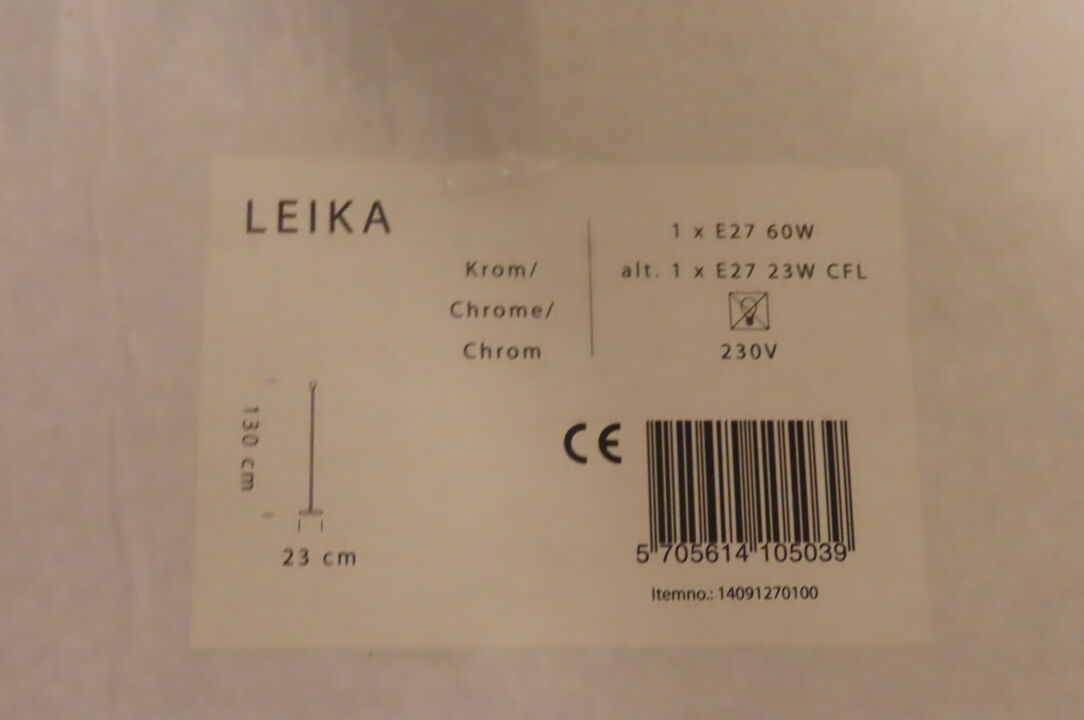 LEIKA
Krom/
Chrome/
Chrom
1 x E27 60W
alt. 1 x E27 23W CFL
230V
130 cm
23 cm
CE
5 705614 105039
Itemno.: 14091270100